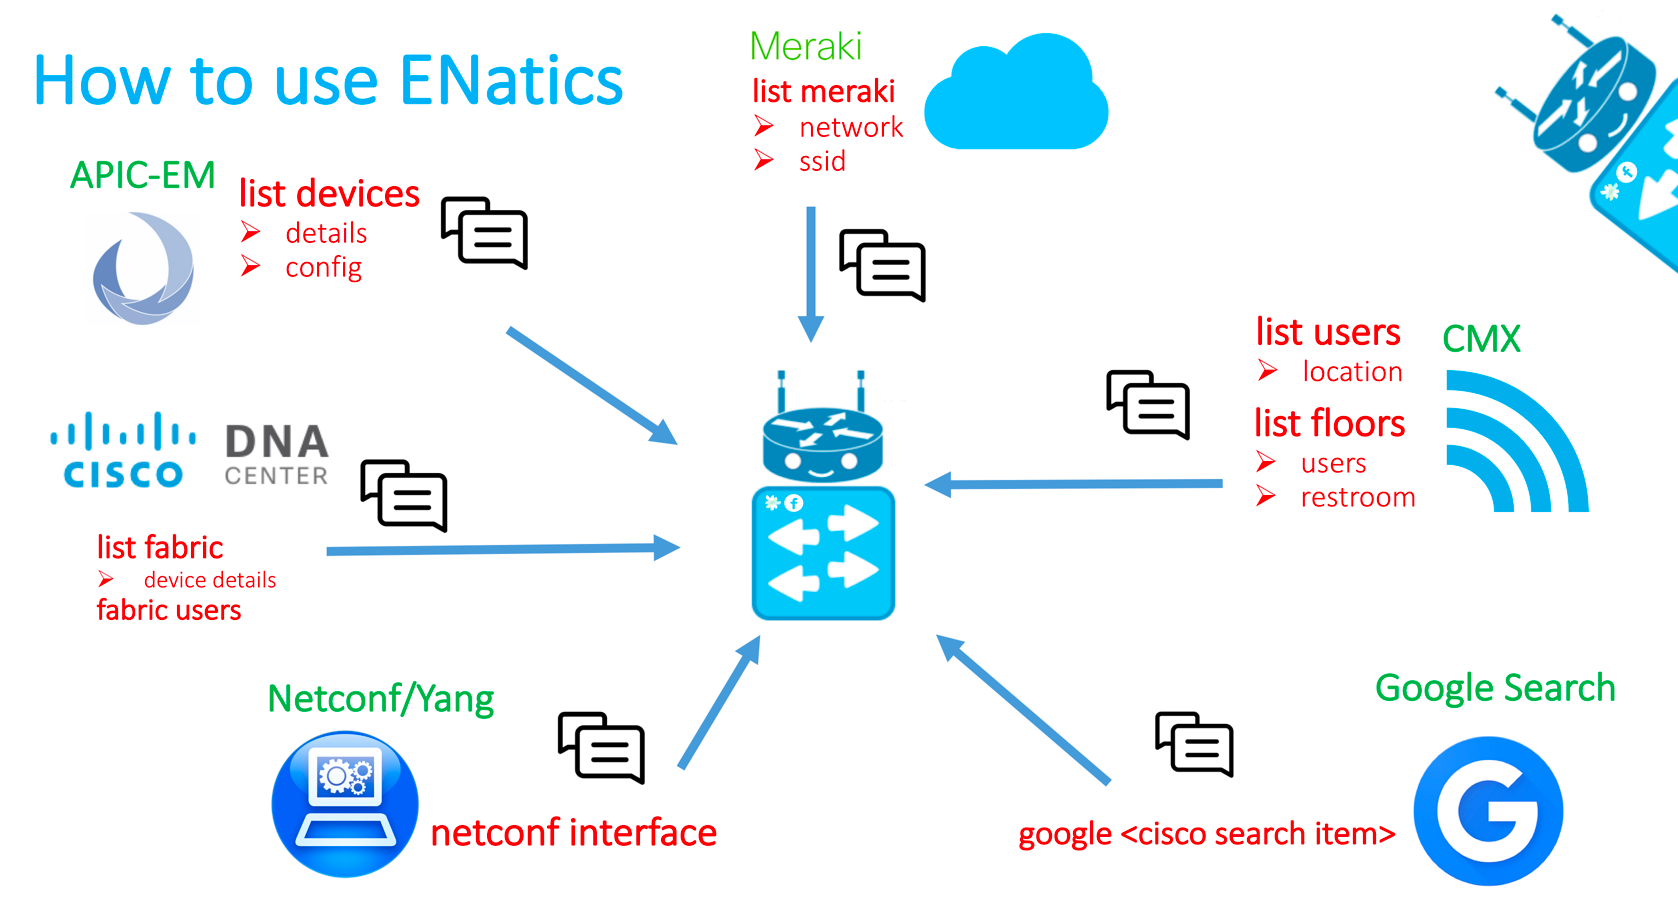 How to use ENatics
Meraki
list meraki
network
ssid
APIC-EM
list devices
details
config
list users
location
CMX
list floors
users
restroom
CISCO
DNA
CENTER
list fabric
device details
fabric users
f
f
Netconf/Yang
netconf interface
Google Search
G
google <cisco search item>